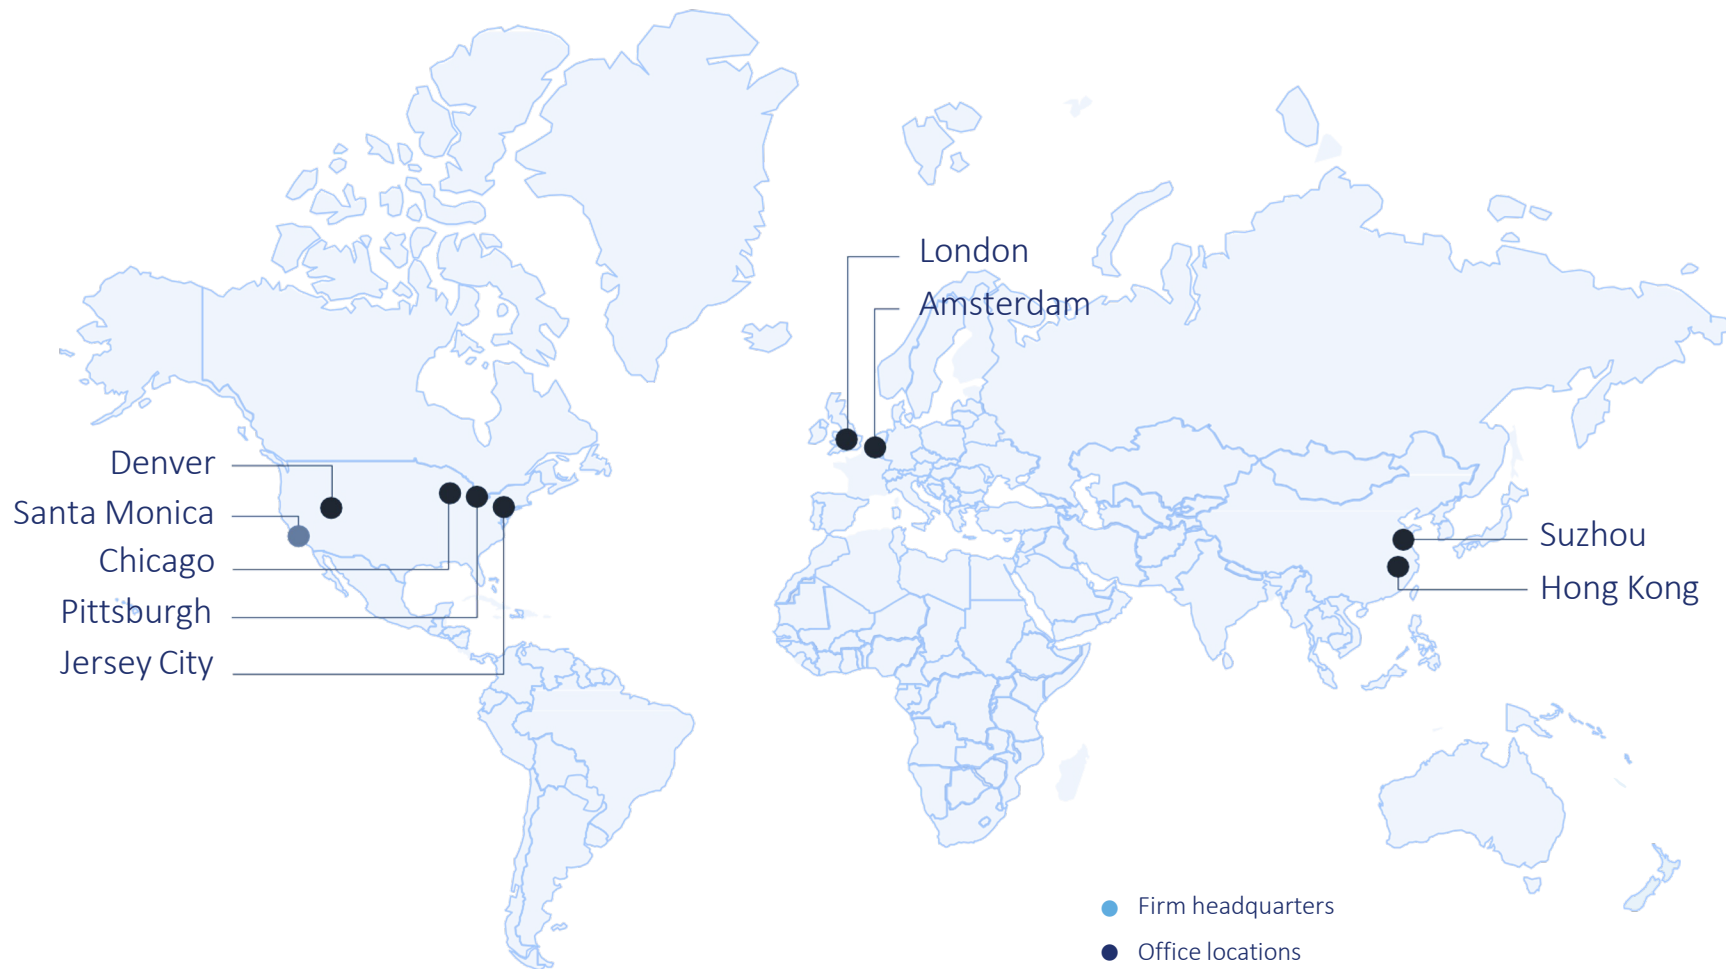 London
Amsterdam
Denver
Santa Monica
Chicago
Pittsburgh
Jersey City
Suzhou
Hong Kong
Firm headquarters
Office locations